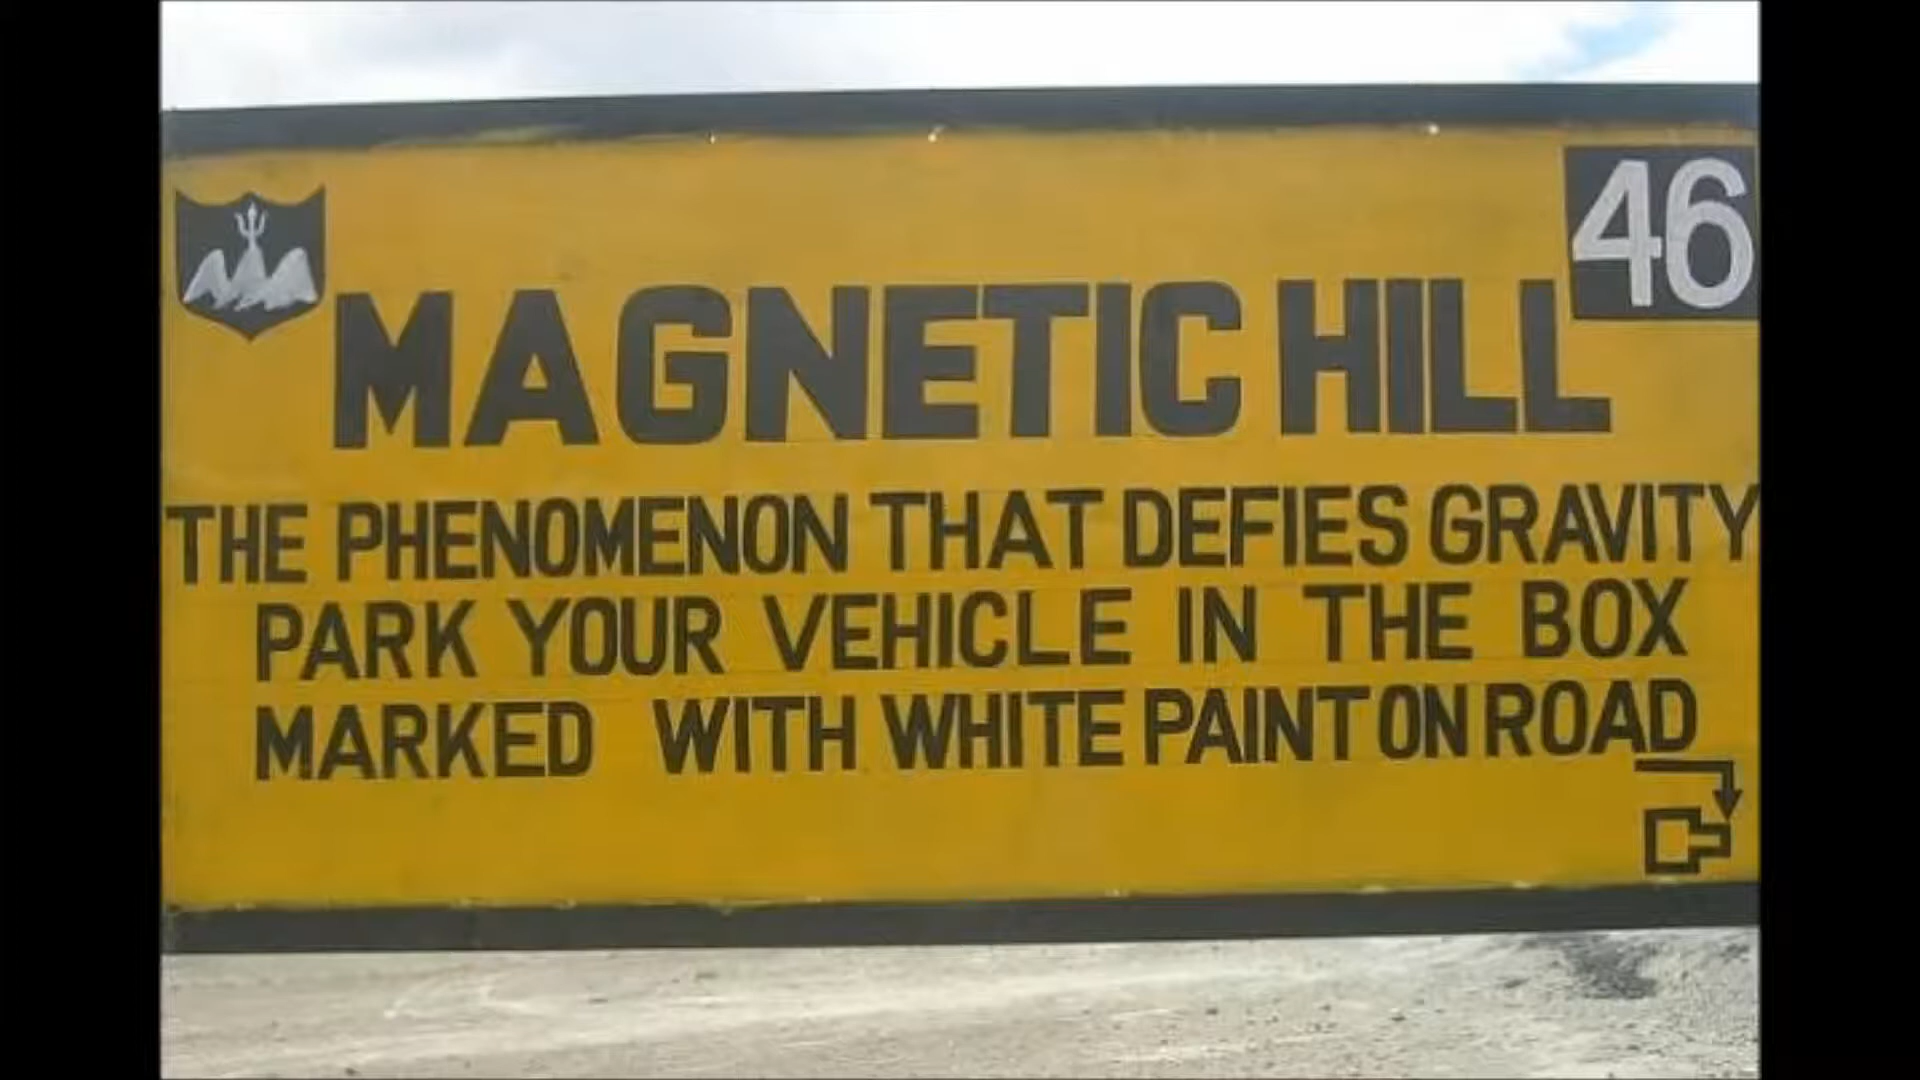 46
MAGNETIC HILL
THE PHENOMENON THAT DEFIES GRAVITY
PARK YOUR VEHICLE IN THE BOX
MARKED WITH WHITE PAINT ON ROAD